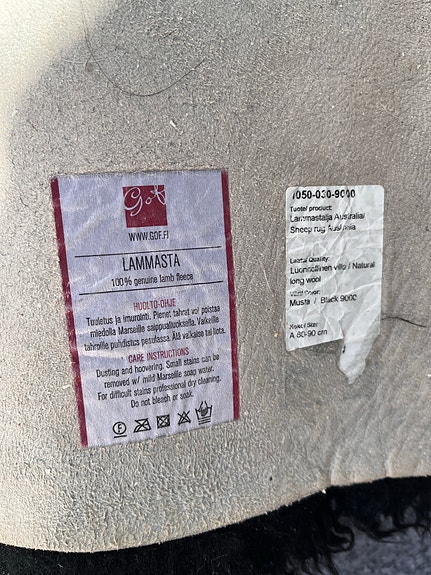 gof
WWW.GOF.FI
LAMMASTA
100% genuine lamb fleece
HUOLTO-OHJE
Tuuletus ja imurointi. Pienet tahrat voi poistaa
miedolla Marseille saippualiuoksella. Vaikeille
tahroille puhdistus pesulassa. Älä valkaise tai liota.
CARE INSTRUCTIONS
Dusting and hoovering. Small stains can be
removed w/ mild Marseille soap water.
For difficult stains professional dry cleaning.
Do not bleach or soak.
F
7050-030-9000
Tuote/ product:
Lammastalja Australia/
Sheep rug Australia
Laatu/ Quality:
Luonnollinen villa / Natural
long wool
Väri/ Color:
Musta / Black 9000
Koko/ Size:
A 80-90 cm